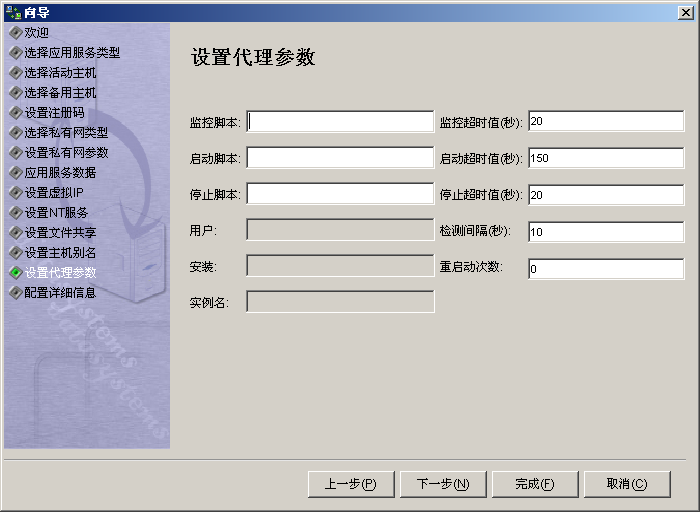 向导
欢迎
选择应用服务类型
选择活动主机
选择备用主机
设置注册码
选择私有网类型
设置私有网参数
应用服务数据
设置虚拟IP
设置NT服务
设置文件共享
设置主机别名
设置代理参数
配置详细信息
systems
datasystems
设置代理参数
监控脚本: 监控超时值(秒): 20
启动脚本: 启动超时值(秒): 150
停止脚本: 停止超时值(秒): 20
用户: 检测间隔(秒): 10
安装: 重启动次数: 0
实例名:
上一步(P) 下一步(N) 完成(F) 取消(C)